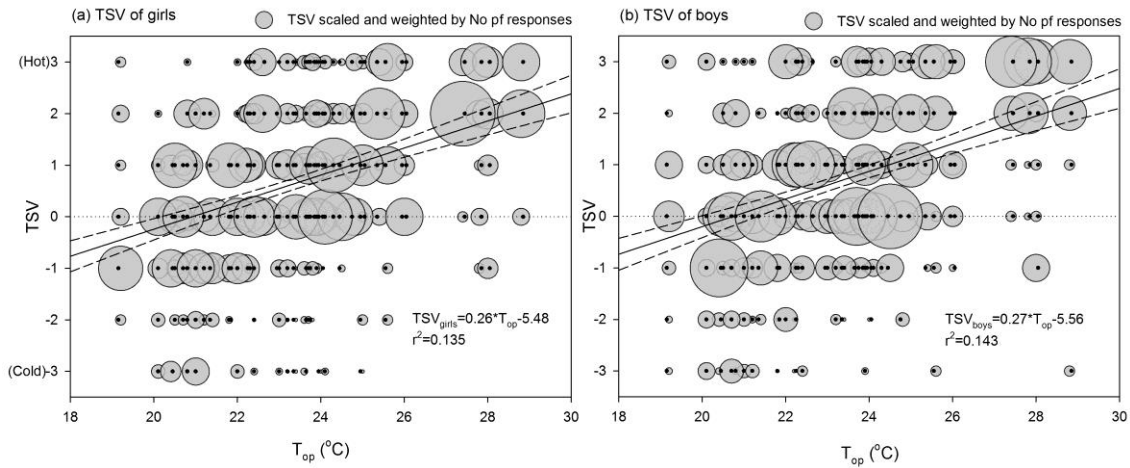 (a) TSV of girls
TSV scaled and weighted by No pf responses
(Hot)3
2
1
0
-1
-2
(Cold)-3
TSV
TSVgirls=0.26*Top-5.48
r²=0.135
18 20 22 24 26 28 30
Top (°C)
(b) TSV of boys
TSV scaled and weighted by No pf responses
3
2
1
0
-1
-2
-3
TSV
TSVboys=0.27*Top-5.56
r²=0.143
18 20 22 24 26 28 30
Top (°C)